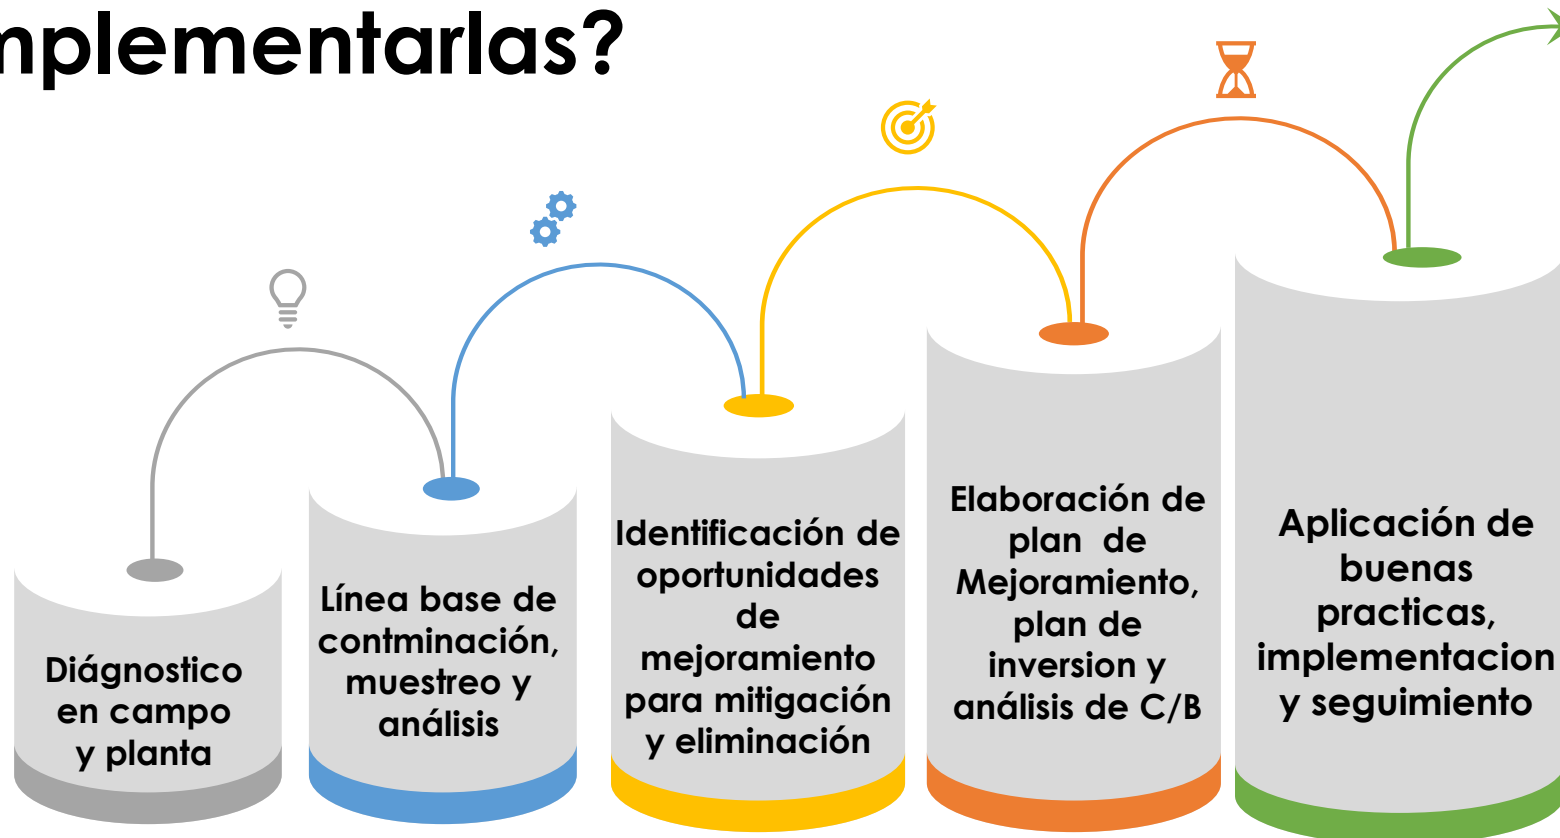 mplementarlas?
Diágnostico
en campo
y planta
Línea base de
contminación,
muestreo y
análisis
Identificación de
oportunidades
de
mejoramiento
para mitigación
y eliminación
Elaboración de
plan de
Mejoramiento,
plan de
inversion y
análisis de C/B
Aplicación de
buenas
practicas,
implementacion
y seguimiento